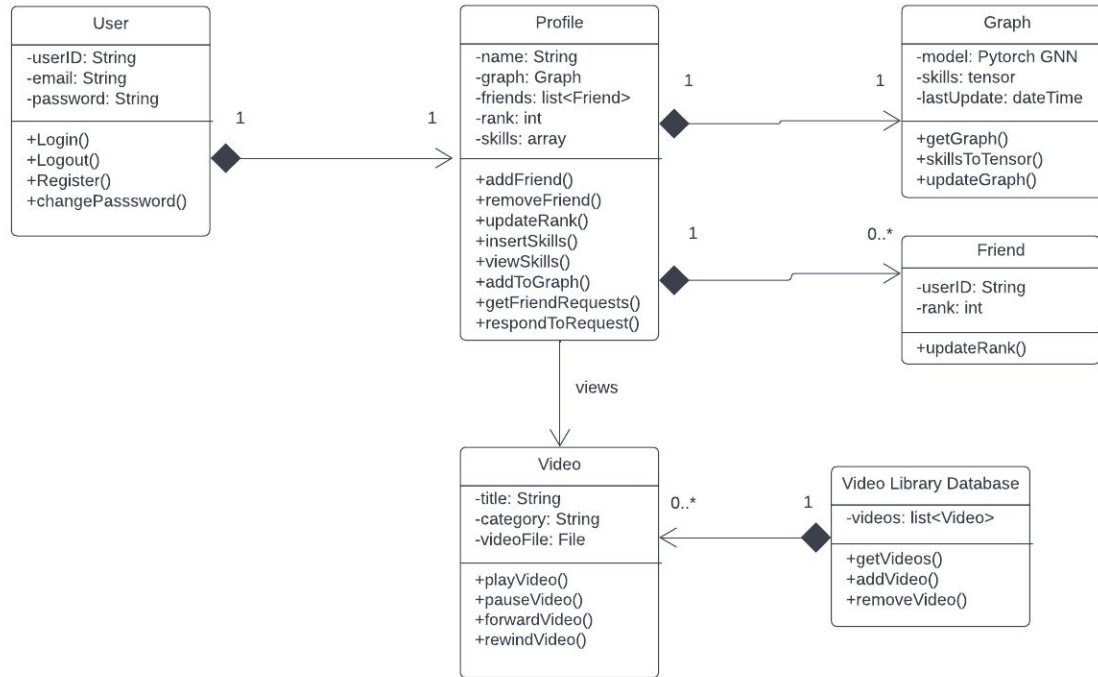 User
-userID: String
-email: String
-password: String
+Login()
+Logout()
+Register()
+changePasssword()
1
1
Profile
-name: String
-graph: Graph
-friends: list<Friend>
-rank: int
-skills: array
+addFriend()
+removeFriend()
+updateRank()
+insertSkills()
+viewSkills()
+addToGraph()
+getFriendRequests()
+respondToRequest()
1
1
Graph
-model: Pytorch GNN
-skills: tensor
-lastUpdate: dateTime
+getGraph()
+skillsToTensor()
+updateGraph()
1
0..*
Friend
-userID: String
-rank: int
+updateRank()
views
Video
-title: String
-category: String
-videoFile: File
+playVideo()
+pauseVideo()
+forwardVideo()
+rewindVideo()
0..*
1
Video Library Database
-videos: list<Video>
+getVideos()
+addVideo()
+removeVideo()